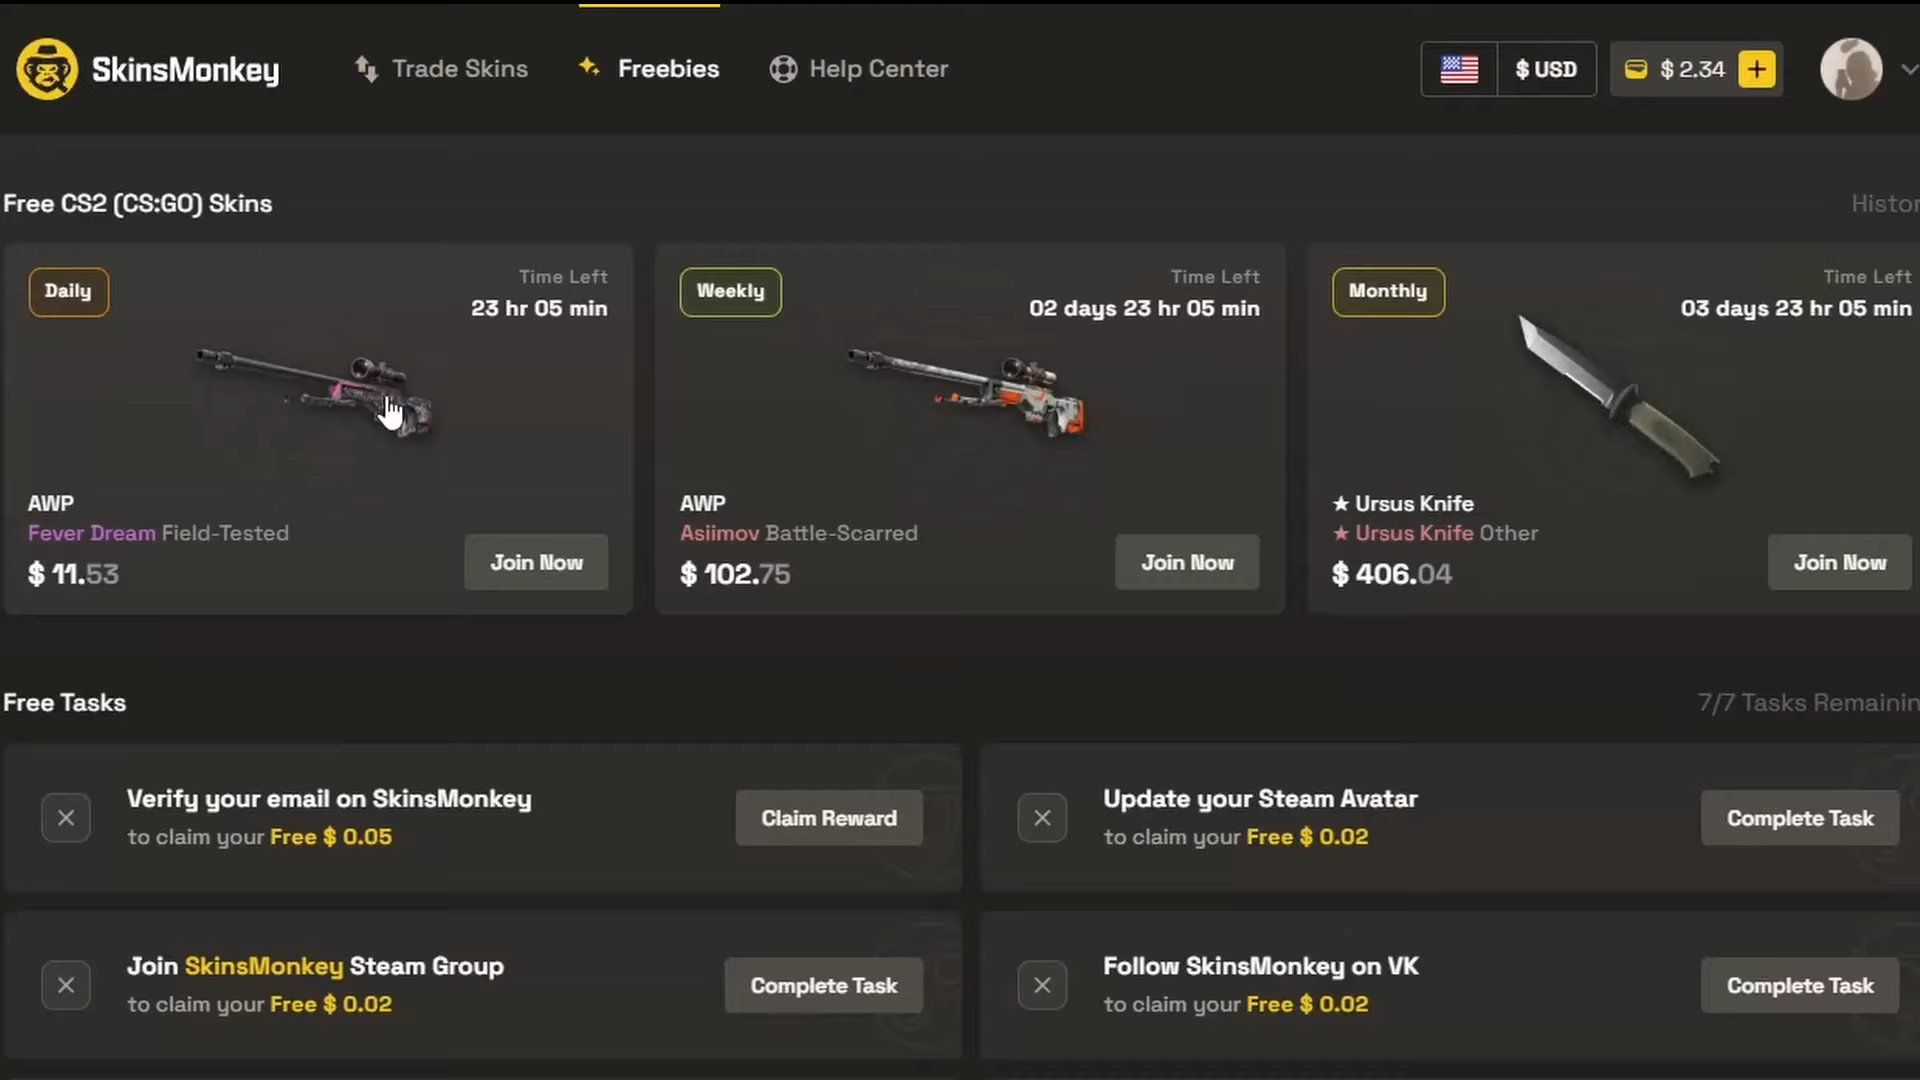 SkinsMonkey
Trade Skins
Freebies
Help Center
$ USD
$ 2.34
Free CS2 (CS:GO) Skins
Histor
Daily
Time Left
23 hr 05 min
AWP
Fever Dream Field-Tested
$ 11.53
Join Now
Weekly
Time Left
02 days 23 hr 05 min
AWP
Asiimov Battle-Scarred
$ 102.75
Join Now
Monthly
Time Left
03 days 23 hr 05 min
★ Ursus Knife
★ Ursus Knife Other
$ 406.04
Join Now
Free Tasks
7/7 Tasks Remainin
Verify your email on SkinsMonkey
to claim your Free $ 0.05
Claim Reward
Update your Steam Avatar
to claim your Free $ 0.02
Complete Task
Join SkinsMonkey Steam Group
to claim your Free $ 0.02
Complete Task
Follow SkinsMonkey on VK
to claim your Free $ 0.02
Complete Task